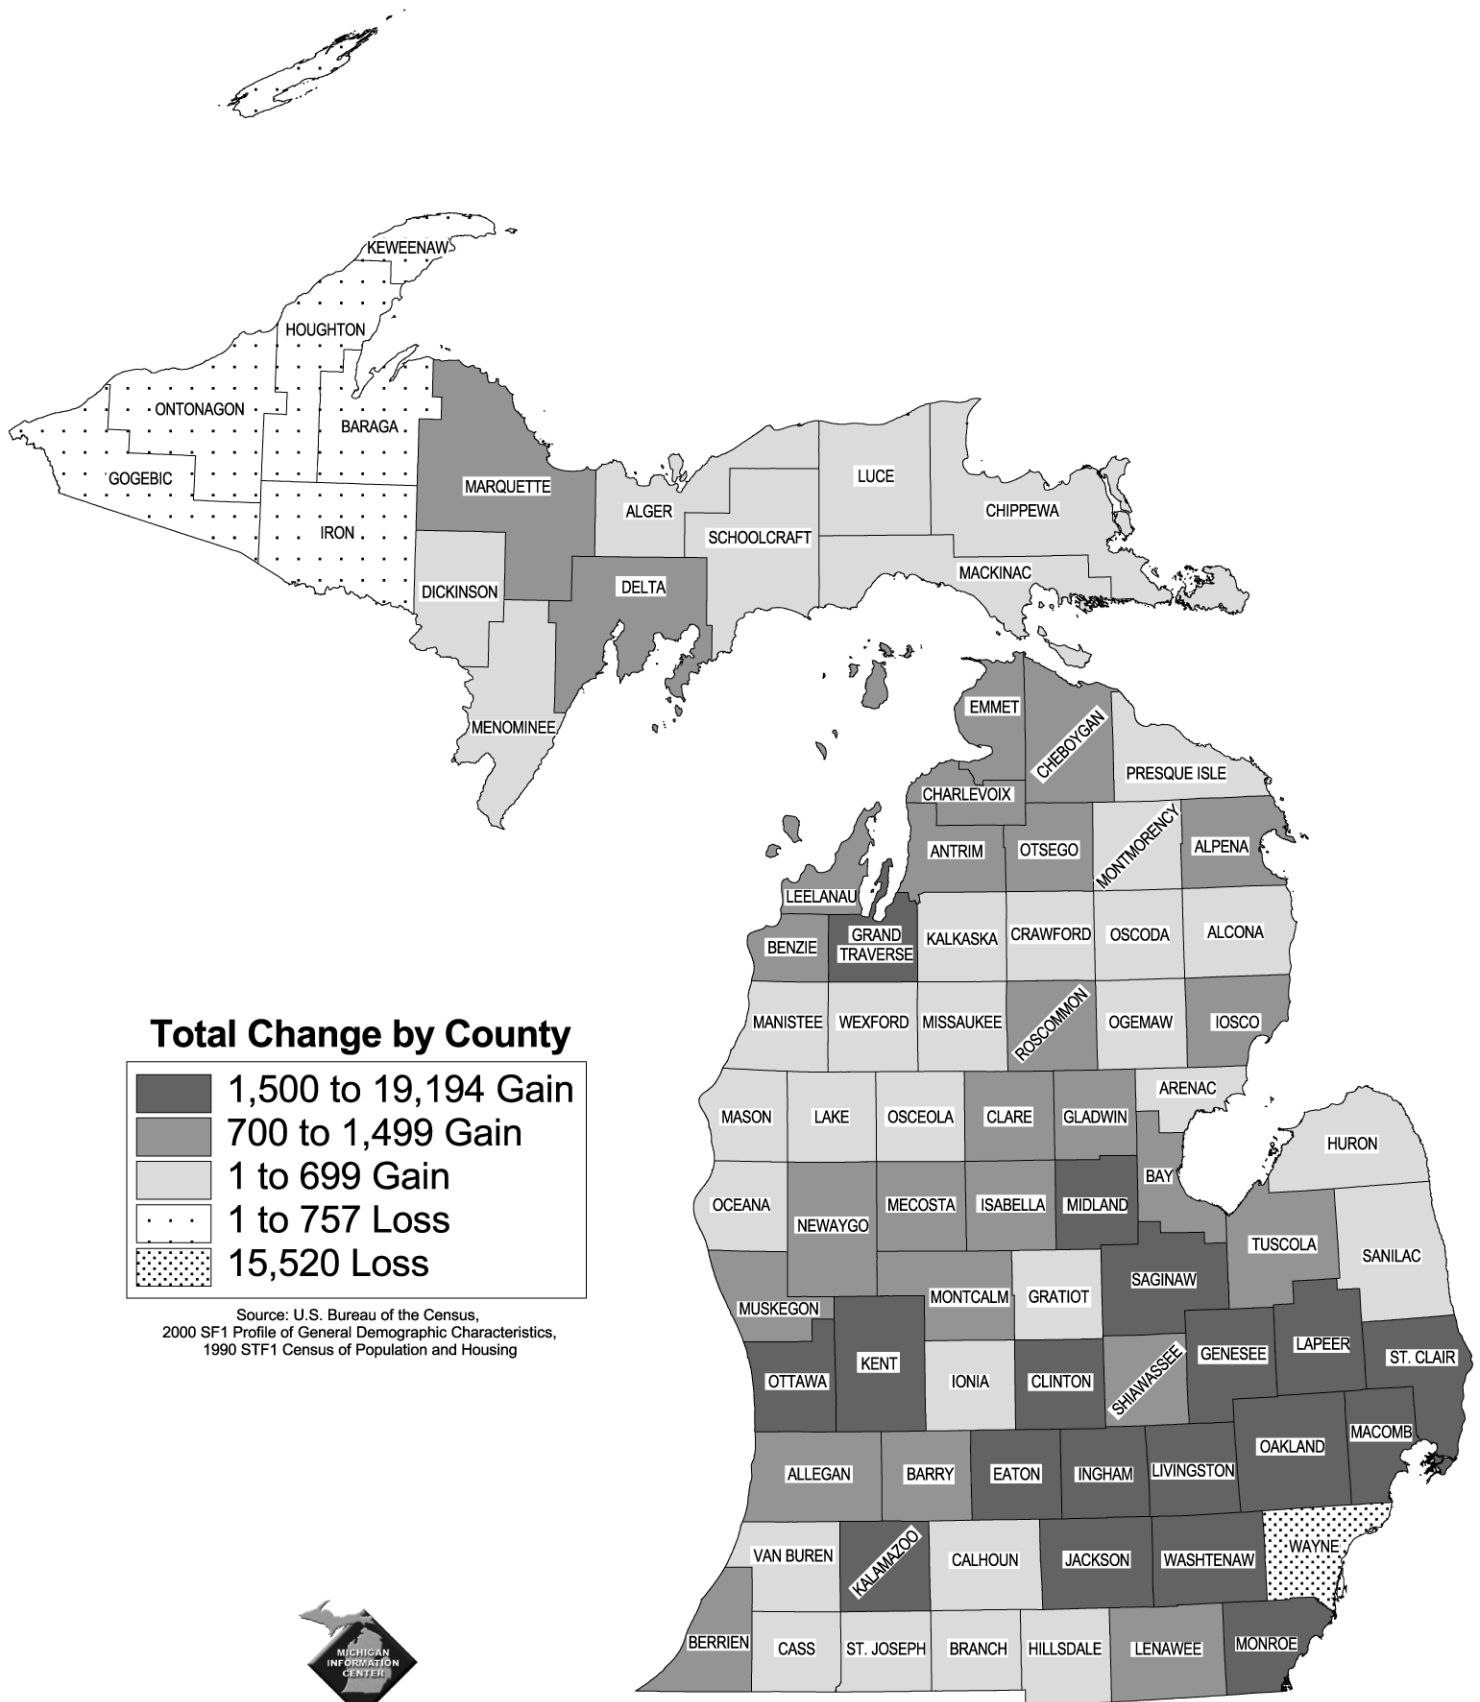 KEWEENAW
HOUGHTON
ONTONAGON
BARAGA
GOGEBIC
MARQUETTE
LUCE
ALGER
CHIPPEWA
IRON
SCHOOLCRAFT
MACKINAC
DICKINSON
DELTA
EMMET
MENOMINEE
CHEBOYGAN
PRESQUE ISLE
CHARLEVOIX
ANTRIM
OTSEGO
MONTMORENCY
ALPENA
LEELANAU
BENZIE
GRAND
TRAVERSE
KALKASKA
CRAWFORD
OSCODA
ALCONA
MANISTEE
WEXFORD
MISSAUKEE
ROSCOMMON
OGEMAW
IOSCO
Total Change by County
1,500 to 19,194 Gain
700 to 1,499 Gain
1 to 699 Gain
1 to 757 Loss
15,520 Loss
Source: U.S. Bureau of the Census,
2000 SF1 Profile of General Demographic Characteristics,
1990 STF1 Census of Population and Housing
MASON
LAKE
OSCEOLA
CLARE
GLADWIN
ARENAC
HURON
OCEANA
NEWAYGO
MECOSTA
ISABELLA
MIDLAND
BAY
TUSCOLA
SANILAC
MUSKEGON
MONTCALM
GRATIOT
SAGINAW
OTTAWA
KENT
IONIA
CLINTON
SHIAWASSEE
GENESEE
LAPEER
ST. CLAIR
ALLEGAN
BARRY
EATON
INGHAM
LIVINGSTON
OAKLAND
MACOMB
VAN BUREN
KALAMAZOO
CALHOUN
JACKSON
WASHTENAW
WAYNE
BERRIEN
CASS
ST. JOSEPH
BRANCH
HILLSDALE
LENAWEE
MONROE
MICHIGAN
INFORMATION
CENTER